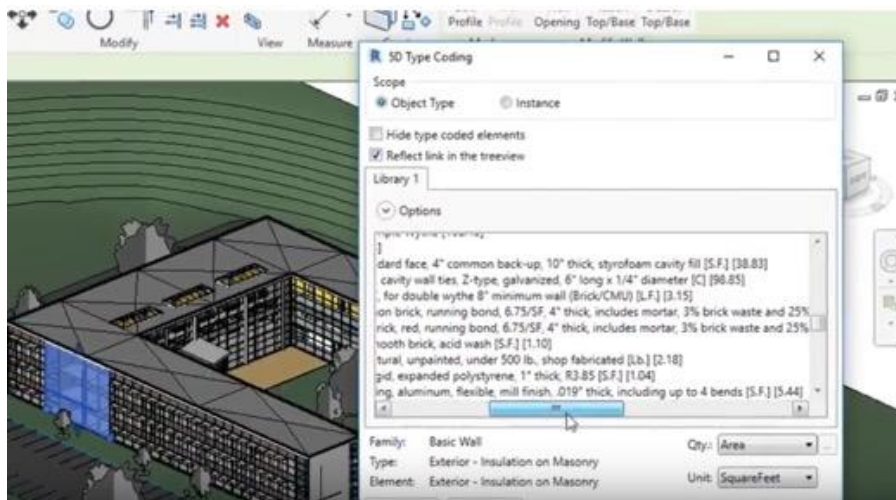 Profile Profile Opening Top/Base Top/Base
Modify View Measure
5D Type Coding
Scope
Object Type Instance
Hide type coded elements
Reflect link in the treeview
Library 1
Options
dard face, 4" common back-up, 10" thick, styrofoam cavity fill [S.F.] [38.83]
cavity wall ties, Z-type, galvanized, 6" long x 1/4" diameter [C] [98.85]
, for double wythe 8" minimum wall (Brick/CMU) [L.F.] [3.15]
on brick, running bond, 6.75/SF, 4" thick, includes mortar, 3% brick waste and 25%
rick, red, running bond, 6.75/SF, 4" thick, includes mortar, 3% brick waste and 25%
ooth brick, acid wash [S.F.] [1.10]
tural, unpainted, under 500 lb., shop fabricated [Lb.] [2.18]
gid, expanded polystyrene, 1" thick, R3.85 [S.F.] [1.04]
ing, aluminum, flexible, mill finish, .019" thick, including up to 4 bends [S.F.] [5.44]
Family: Basic Wall Qty.: Area
Type: Exterior - Insulation on Masonry
Element: Exterior - Insulation on Masonry Unit: SquareFeet